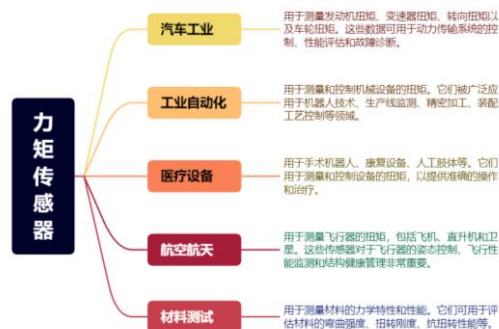 力矩传感器
汽车工业
用于测量发动机扭矩、变速器扭矩、转向扭矩以
及车轮扭矩。这些数据可用于动力传输系统的控
制、性能评估和故障诊断。
工业自动化
用于测量和控制机械设备的扭矩。它们被广泛应
用于机器人技术、生产线监测、精密加工、装配
工艺控制等领域。
医疗设备
用于手术机器人、康复设备、人工肢体等。它们
用于测量和控制设备的扭矩，以提供准确的操作
和治疗。
航空航天
用于测量飞行器的扭矩，包括飞机、直升机和卫
星。这些传感器对于飞行器的姿态控制、飞行性
能监测和结构健康管理非常重要。
材料测试
用于测量材料的力学特性和性能。它们可用于评
估材料的弯曲强度、扭转刚度、抗扭转性能等。